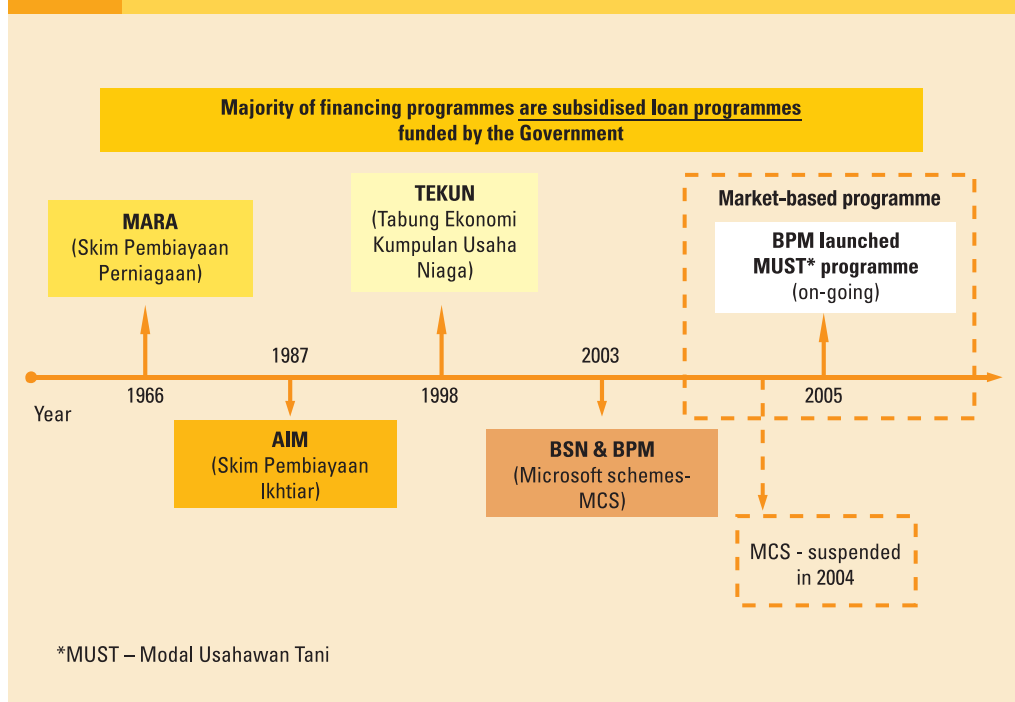 Majority of financing programmes are subsidised loan programmes
funded by the Government
MARA
(Skim Pembiayaan
Perniagaan)
TEKUN
(Tabung Ekonomi
Kumpulan Usaha
Niaga)
Market-based programme
BPM launched
MUST* programme
(on-going)
1987
2003
Year
1966
1998
2005
AIM
(Skim Pembiayaan
Ikhtiar)
BSN & BPM
(Microsoft schemes-
MCS)
MCS - suspended
in 2004
*MUST – Modal Usahawan Tani